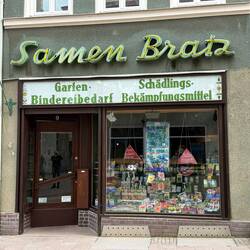 Samen Bratz
Garten- Schädlings-
Bindereibedarf Bekämpfungsmittel